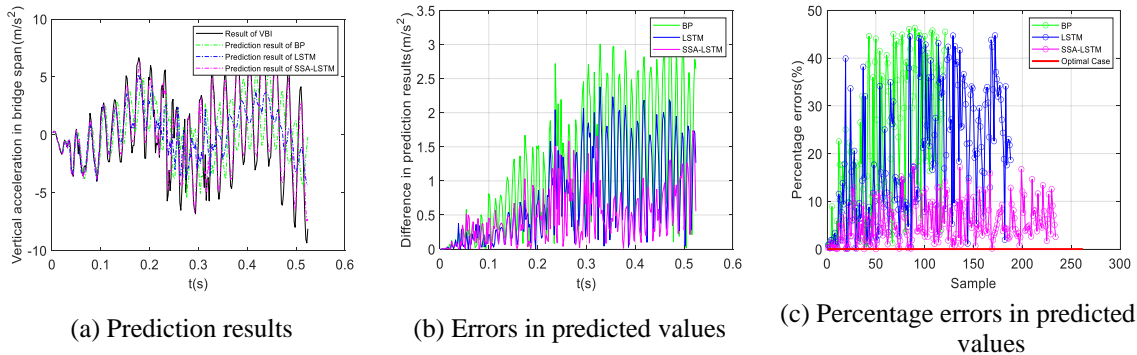 Vertical acceleration in bridge span(m/s²)
10
5
0
-5
-10
0
0.1
0.2
0.3
0.4
0.5
0.6
t(s)
Result of VBI
Prediction result of BP
Prediction result of LSTM
Prediction result of SSA-LSTM
(a) Prediction results
Difference in prediction results(m/s²)
3.5
3
2.5
2
1.5
1
0.5
0
0
0.1
0.2
0.3
0.4
0.5
0.6
t(s)
BP
LSTM
SSA-LSTM
(b) Errors in predicted values
Percentage errors(%)
50
40
30
20
10
0
0
50
100
150
200
250
300
Sample
BP
LSTM
SSA-LSTM
Optimal Case
(c) Percentage errors in predicted
values